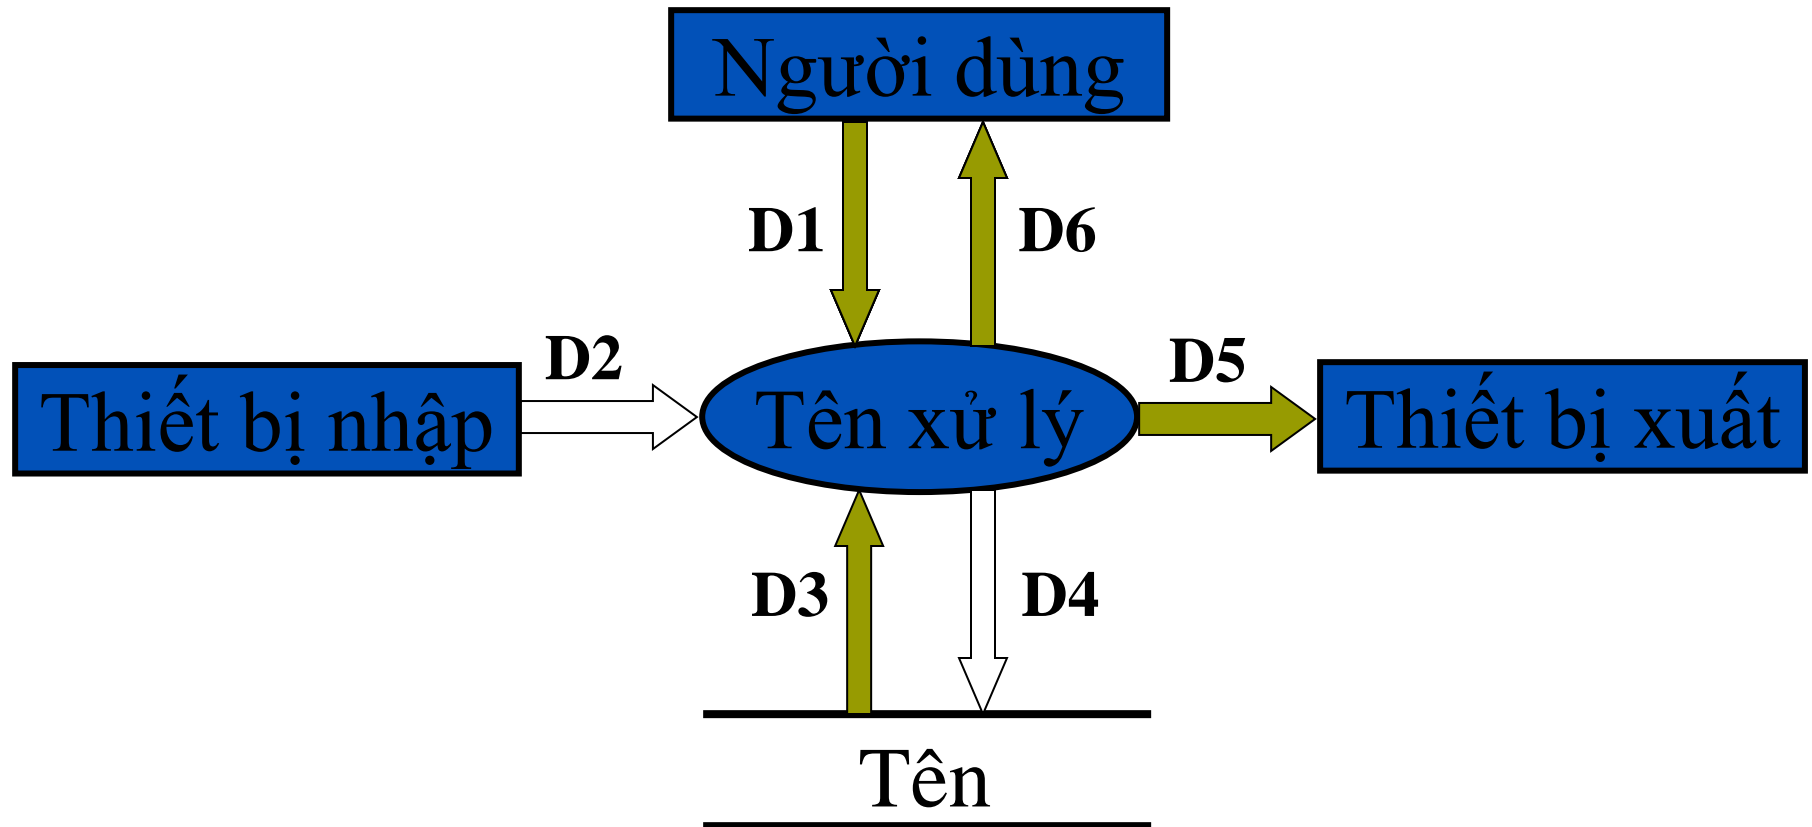 Người dùng
D1
D6
D2
D5
Thiết bị nhập
Tên xử lý
Thiết bị xuất
D3
D4
Tên